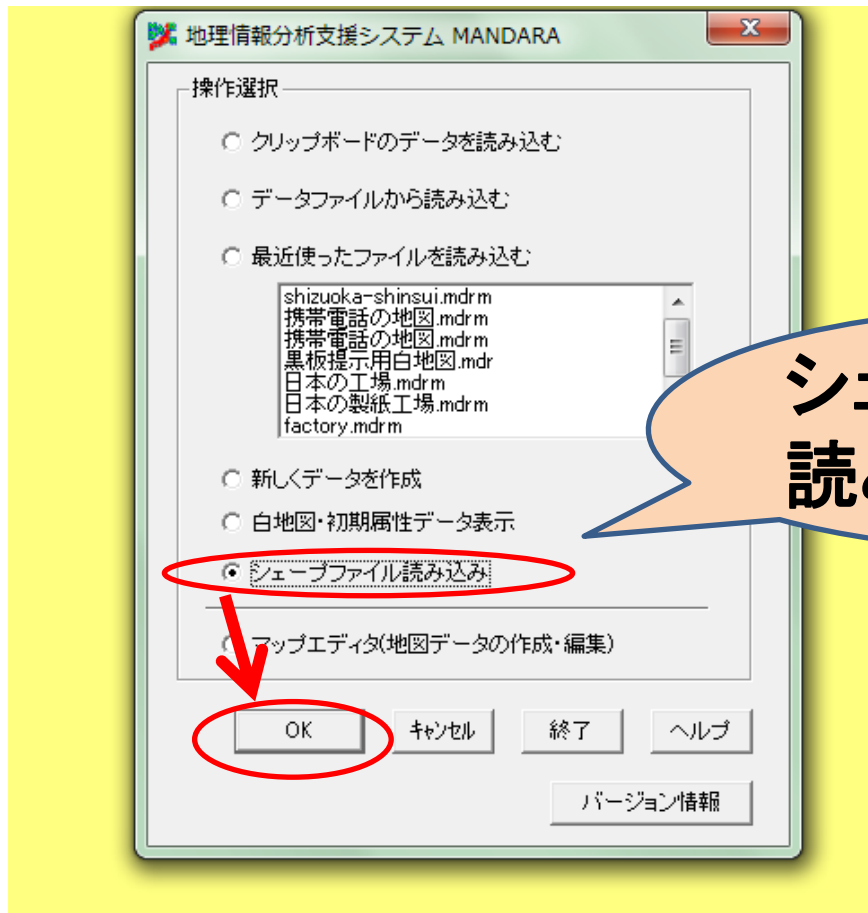 地理情報分析支援システム MANDARA
操作選択
クリップボードのデータを読み込む
データファイルから読み込む
最近使ったファイルを読み込む
shizuoka-shinsui.mdrm
携帯電話の地図.mdrm
携帯電話の地図.mdrm
黒板提示用白地図.mdr
日本の工場.mdrm
日本の製紙工場.mdrm
factory.mdrm
新しくデータを作成
白地図・初期属性データ表示
シェープファイル読み込み
マップエディタ(地図データの作成・編集)
OK キャンセル 終了 ヘルプ
バージョン情報
シェ
読み